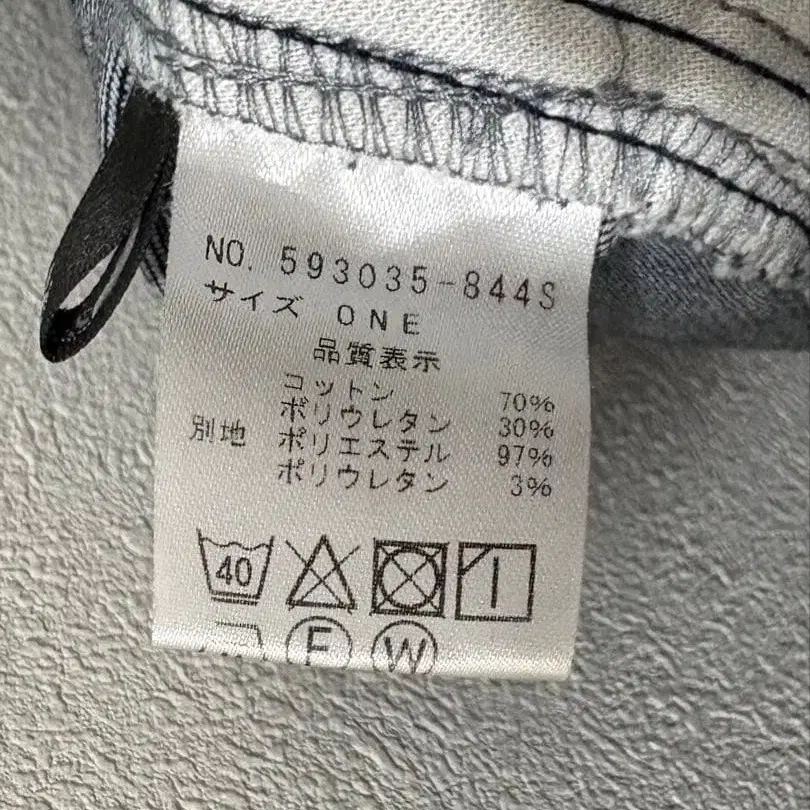 NO. 593035-844S
サイズ ONE
品質表示
コットン 70%
ポリウレタン 30%
別地 ポリエステル 97%
ポリウレタン 3%
40
F W